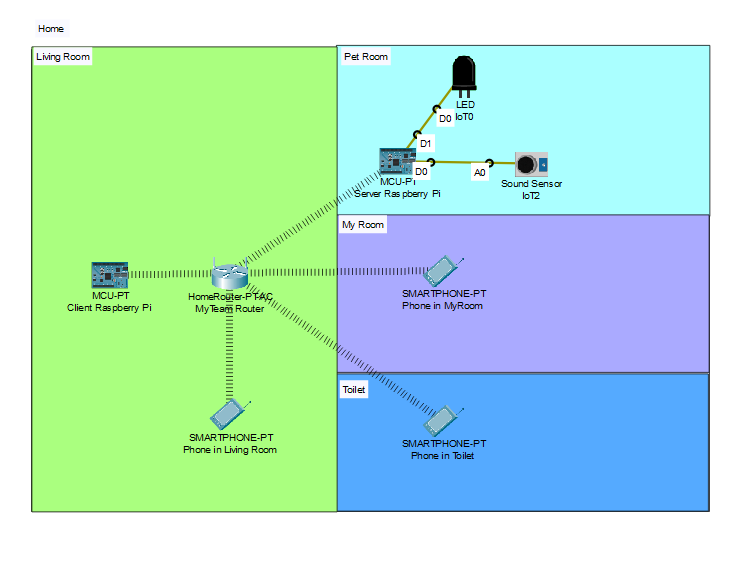 Home
Living Room
Pet Room
LED
IoT0
D0
D1
MCU-PT
Server Raspberry Pi
D0
A0
Sound Sensor
IoT2
My Room
MCU-PT
Client Raspberry Pi
HomeRouter-PT-AC
MyTeam Router
SMARTPHONE-PT
Phone in MyRoom
Toilet
SMARTPHONE-PT
Phone in Living Room
SMARTPHONE-PT
Phone in Toilet